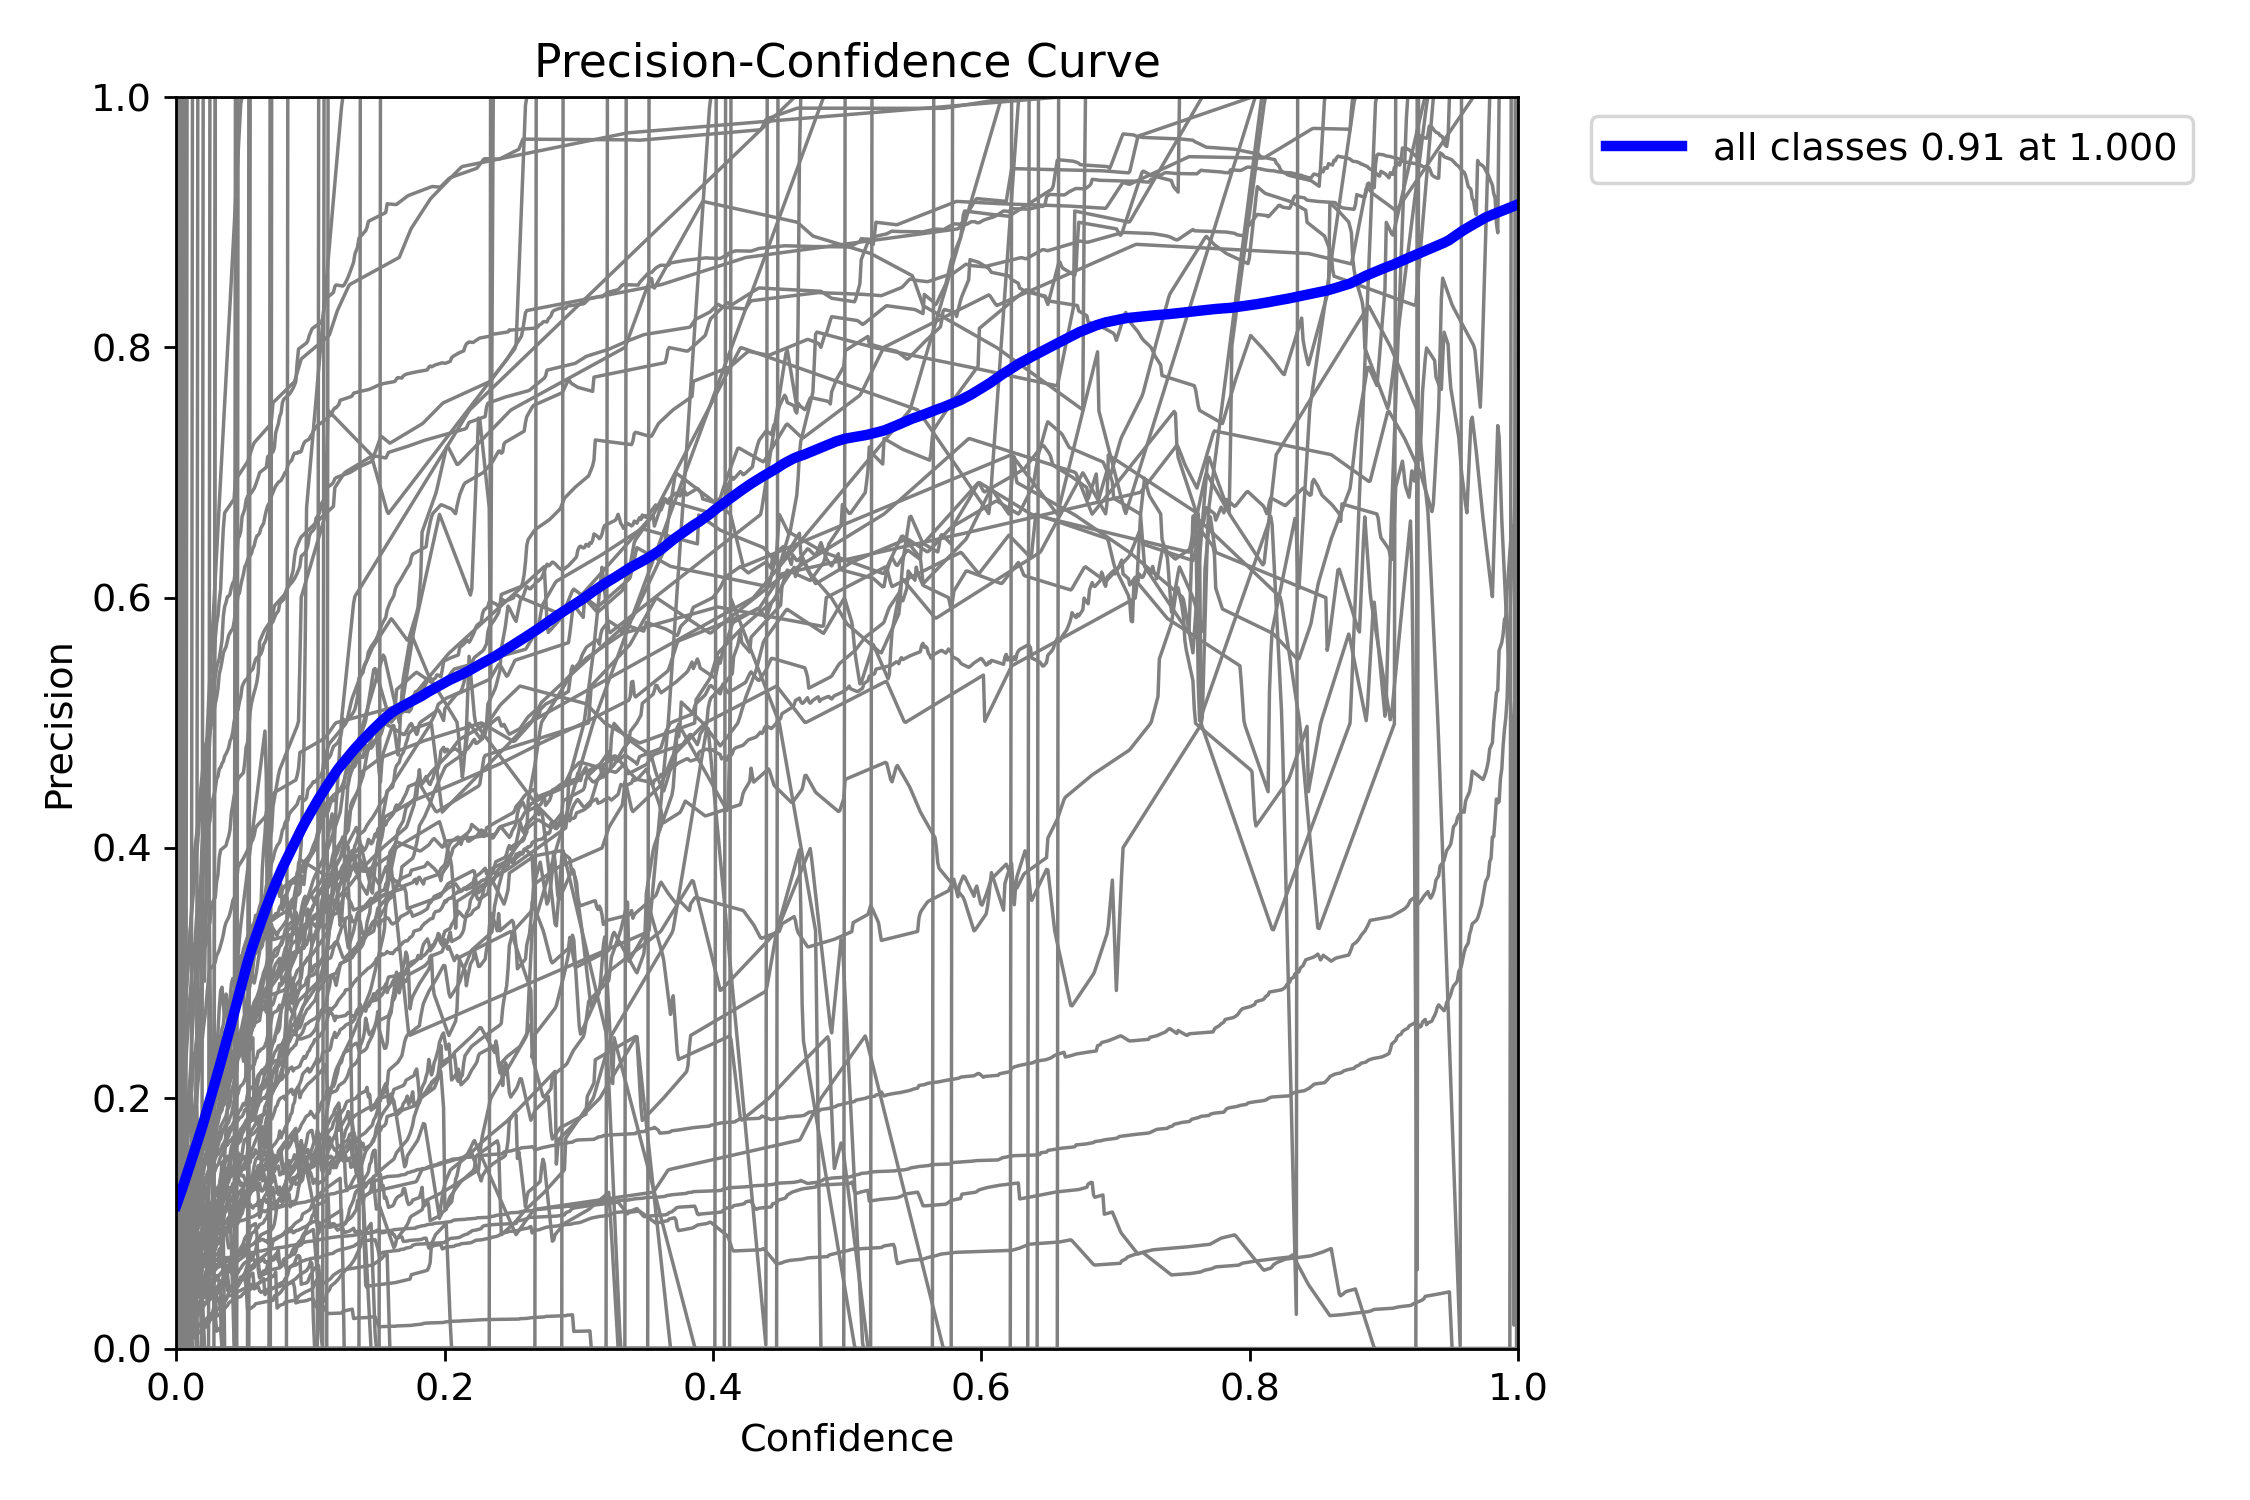 Precision-Confidence Curve
all classes 0.91 at 1.000
1.0
0.8
0.6
0.4
0.2
0.0
Precision
0.0 0.2 0.4 0.6 0.8 1.0
Confidence